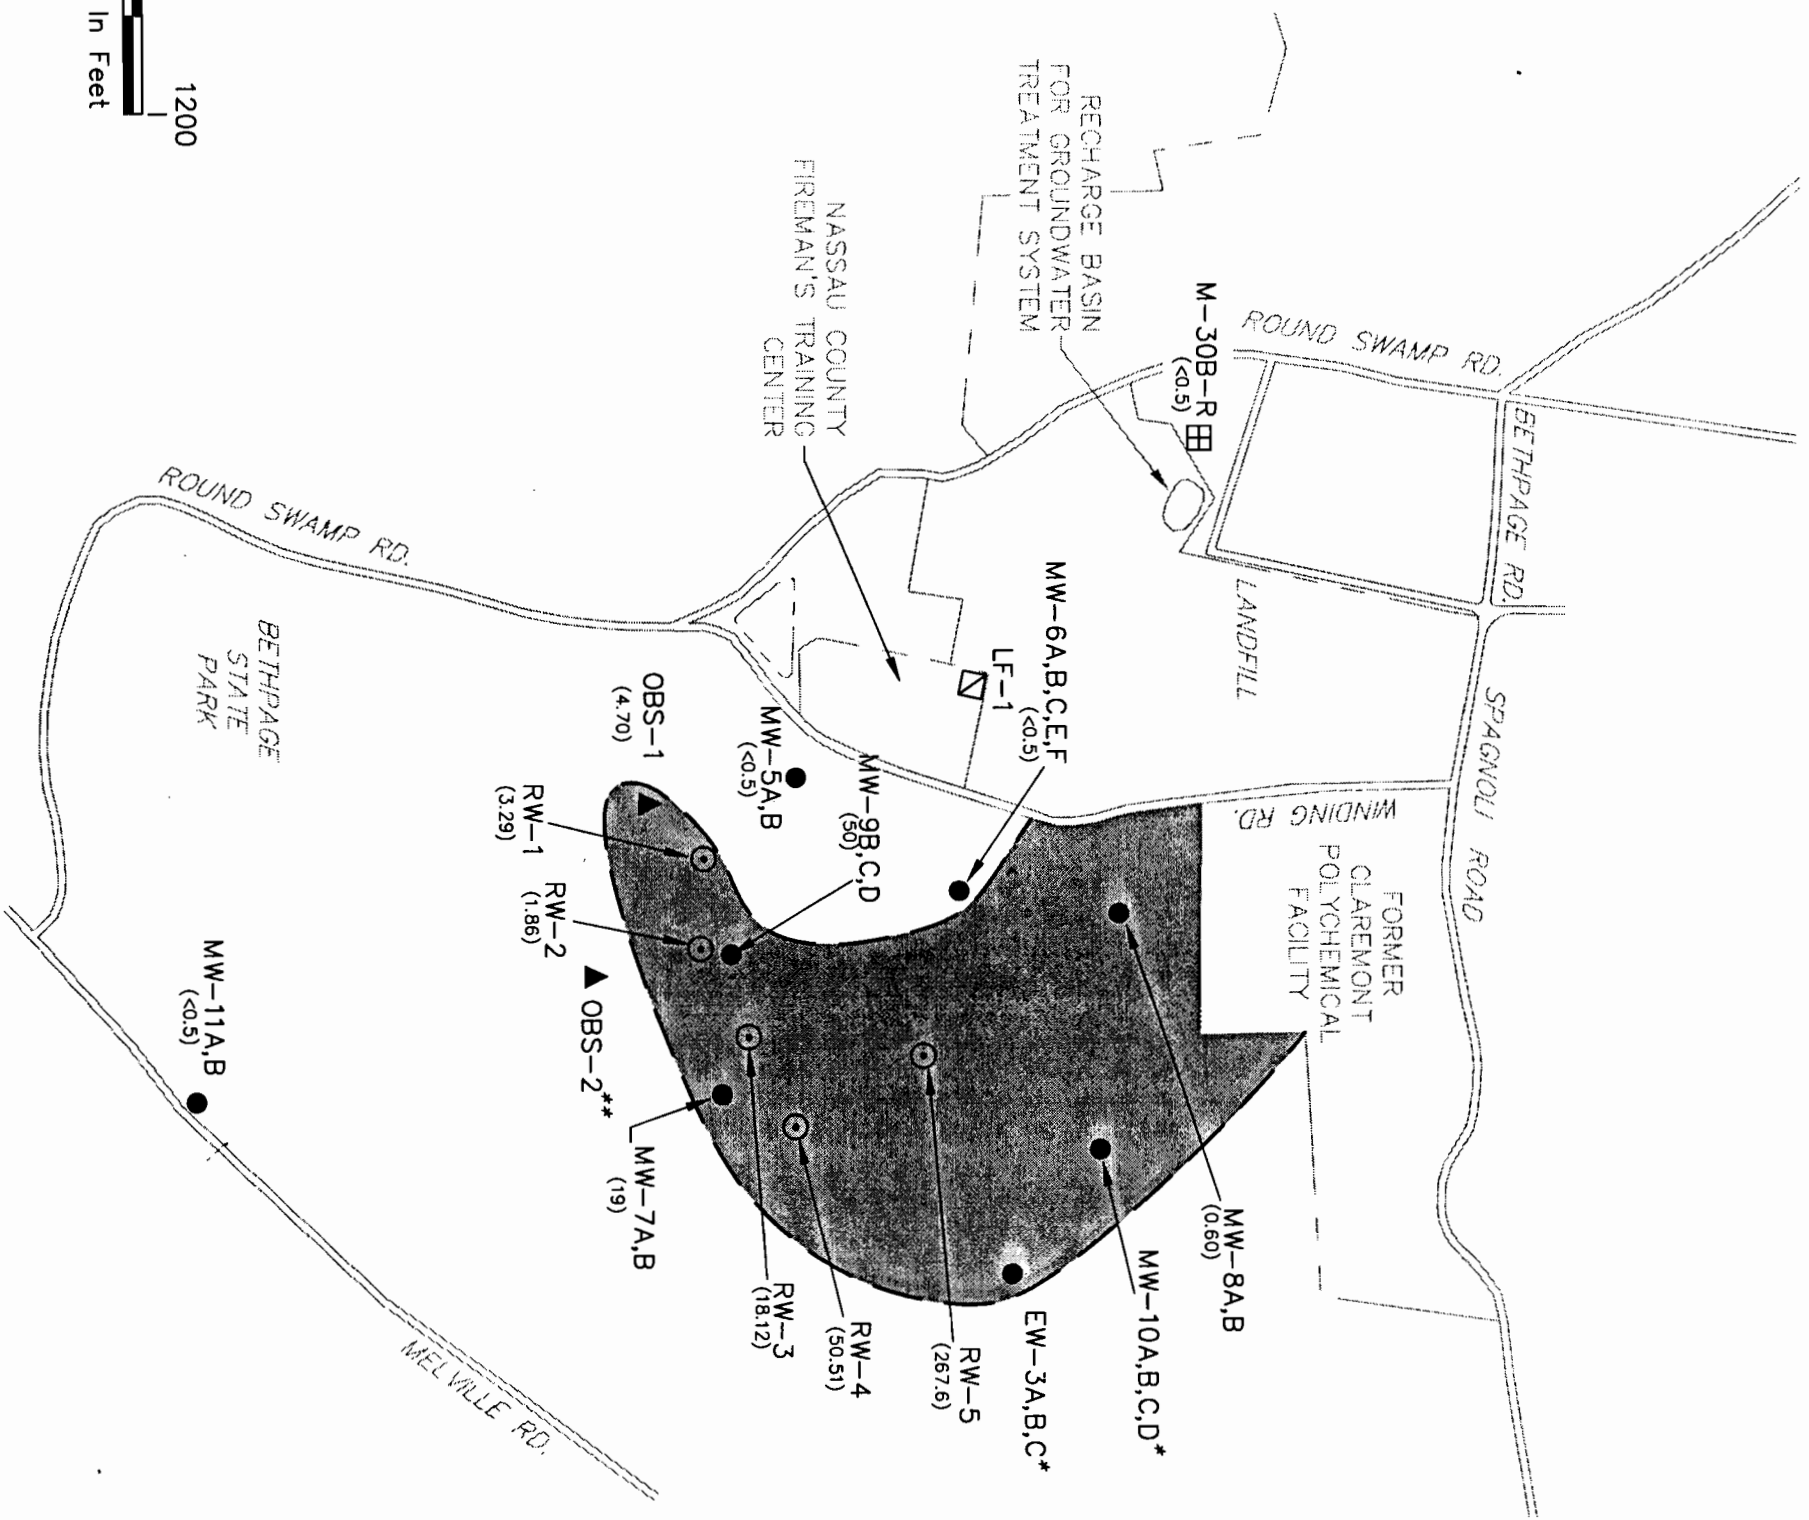 1200
In Feet
RECHARGE BASIN
FOR GROUNDWATER
TREATMENT SYSTEM
NASSAU COUNTY
FIREMAN'S TRAINING
CENTER
M-30B-R
(<0.5)
ROUND SWAMP RD.
BETHPAGE RD.
LANDFILL
SPAGNOLI ROAD
WINDING RD.
FORMER
CLAREMONT
POLYCHEMICAL
FACILITY
MW-6A,B,C,E,F
(<0.5)
LF-1
ROUND SWAMP RD.
BETHPAGE
STATE
PARK
OBS-1
(4.70)
MW-5A,B
(<0.5)
MW-9B,C,D
(50)
RW-1
(3.29)
RW-2
(1.86)
OBS-2**
MW-11A,B
(<0.5)
MW-7A,B
(19)
RW-3
(18.12)
RW-4
(50.51)
RW-5
(267.6)
EW-3A,B,C*
MW-10A,B,C,D*
MW-8A,B
(0.60)
MELVILLE RD.